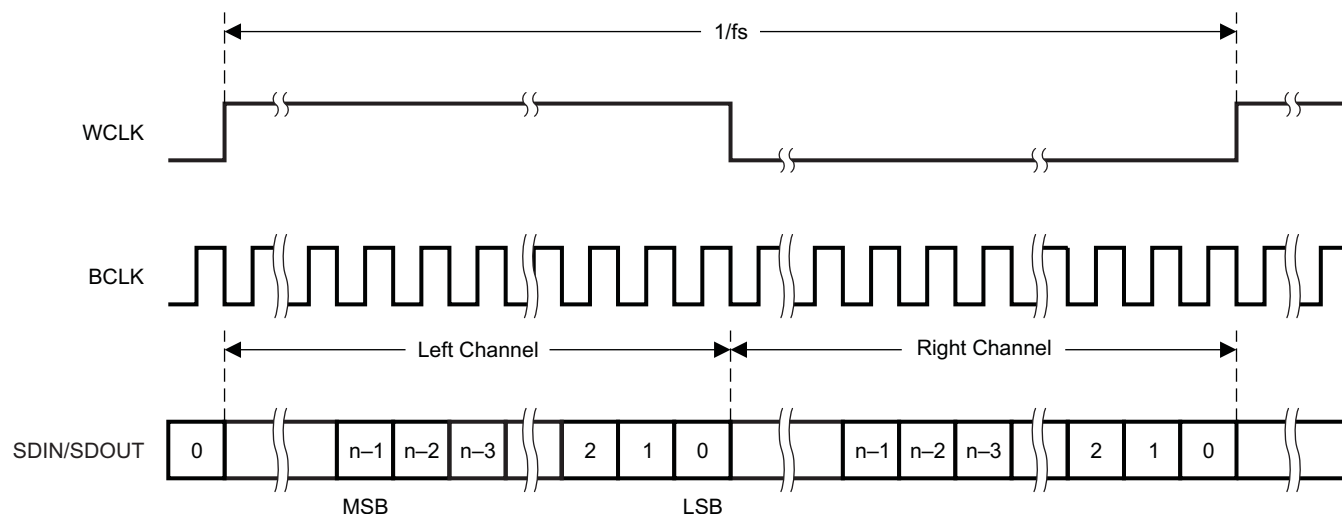 1/fs
WCLK
BCLK
Left Channel
Right Channel
SDIN/SDOUT
0
n–1
n–2
n–3
2
1
0
n–1
n–2
n–3
2
1
0
MSB
LSB